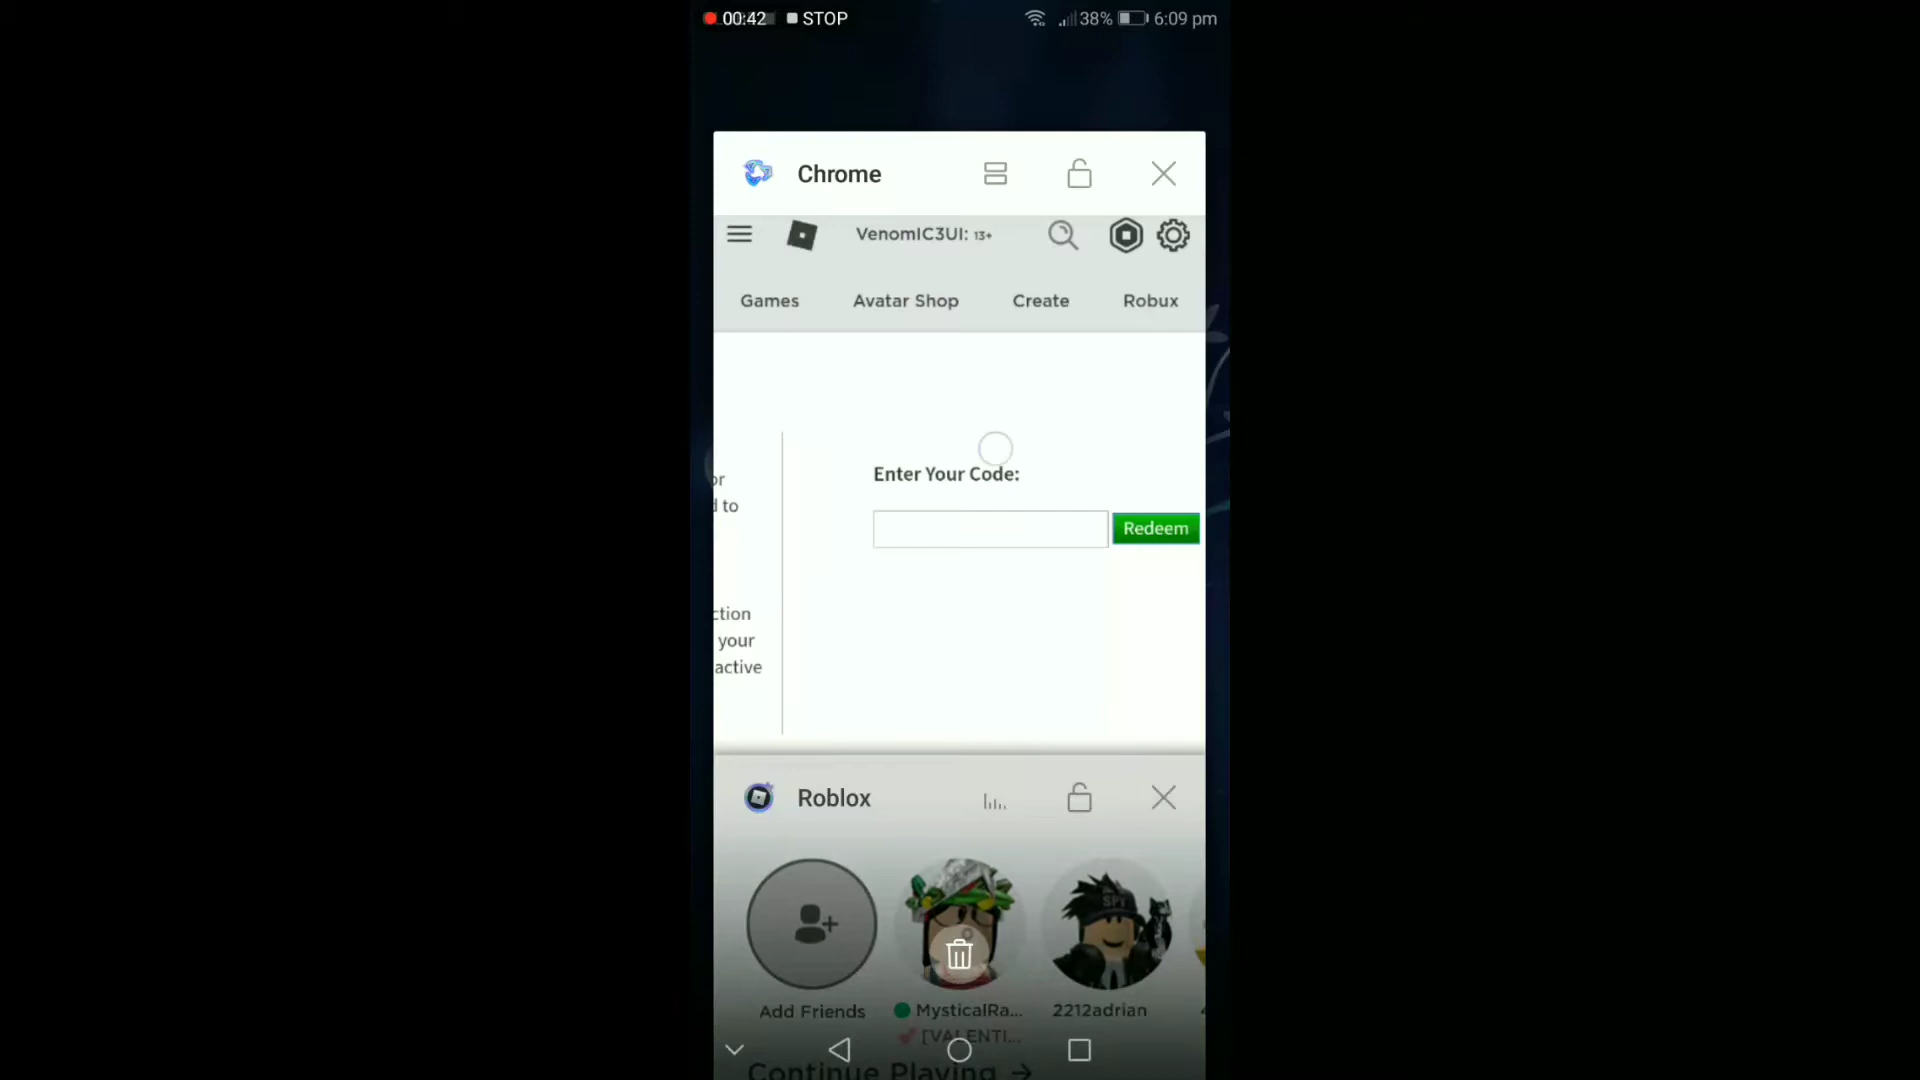 00:42 STOP 38% 6:09 pm
Chrome
VenomIC3UI: 13+
Games Avatar Shop Create Robux
or
d to
Enter Your Code:
Redeem
ction
your
active
Roblox
SPY
Add Friends MysticalRa... 2212adrian
[VALENTI...
Continue Playing →